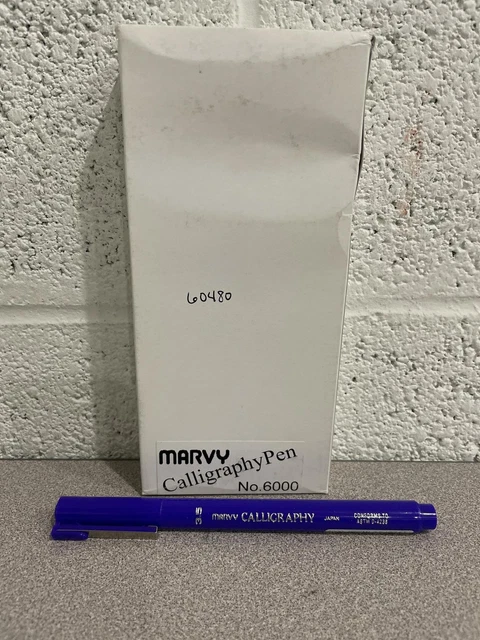 60480
MARVY
CalligraphyPen
No.6000
3.5 MARVY CALLIGRAPHY JAPAN CONFORMS TO
ASTM D-4236